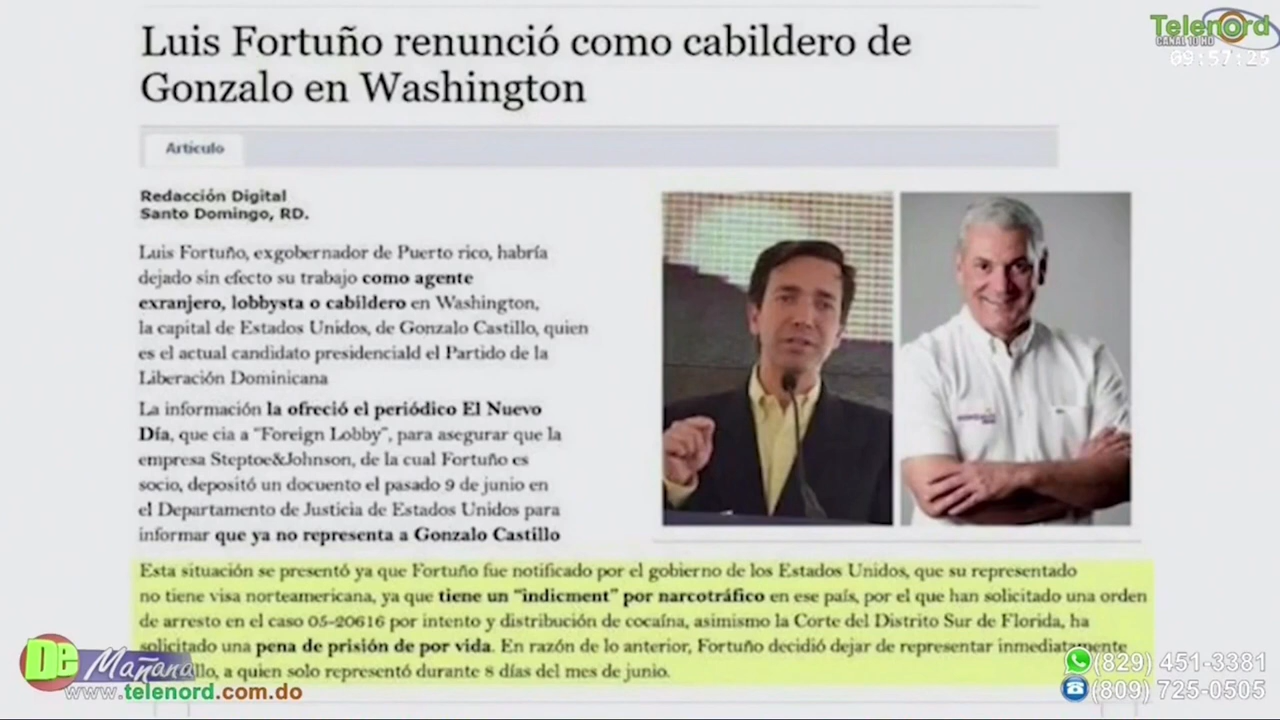 Luis Fortuño renunció como cabildero de
Gonzalo en Washington
Telenord
CANAL 10 HD
09:57:25
Artículo
Redacción Digital
Santo Domingo, RD.
Luis Fortuño, exgobernador de Puerto rico, habría
dejado sin efecto su trabajo como agente
exranjero, lobbysta o cabildero en Washington,
la capital de Estados Unidos, de Gonzalo Castillo, quien
es el actual candidato presidenciald el Partido de la
Liberación Dominicana
La información la ofreció el periódico El Nuevo
Día, que cia a “Foreign Lobby”, para asegurar que la
empresa Steptoe&Johnson, de la cual Fortuño es
socio, depositó un docuento el pasado 9 de junio en
el Departamento de Justicia de Estados Unidos para
informar que ya no representa a Gonzalo Castillo
Esta situación se presentó ya que Fortuño fue notificado por el gobierno de los Estados Unidos, que su representado
no tiene visa norteamericana, ya que tiene un “indicment” por narcotráfico en ese país, por el que han solicitado una orden
de arresto en el caso 05-20616 por intento y distribución de cocaína, asimismo la Corte del Distrito Sur de Florida, ha
solicitado una pena de prisión de por vida. En razón de lo anterior, Fortuño decidió dejar de representar inmediatamente
llo, a quien solo representó durante 8 días del mes de junio.
De Mañana
www.telenord.com.do
(829) 451-3381
(809) 725-0505